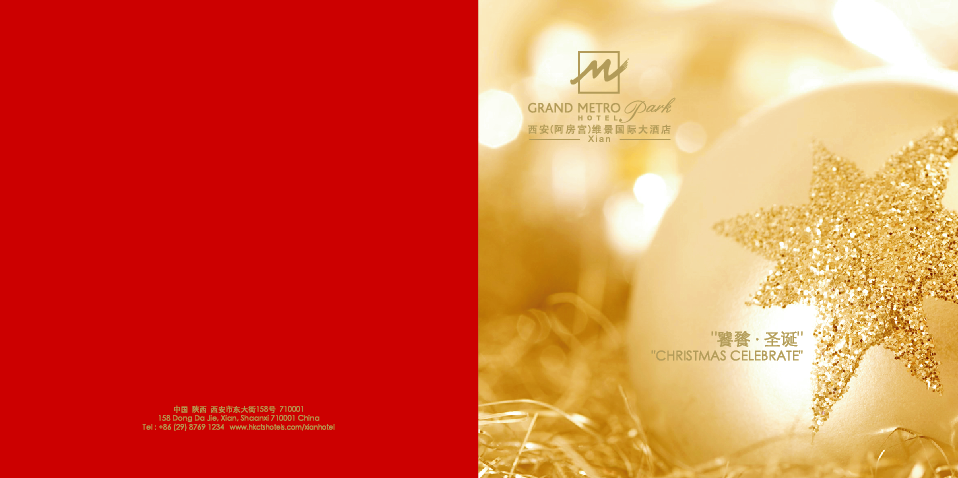 中国 陕西 西安市东大街158号 710001
158 Dong Da Jie, Xian, Shaanxi 710001 China
Tel : +86 (29) 8769 1234 www.hkctshotels.com/xianhotel
GRAND METRO Park
HOTEL
西安(阿房宫)维景国际大酒店
Xian
"饕餮·圣诞"
"CHRISTMAS CELEBRATE"